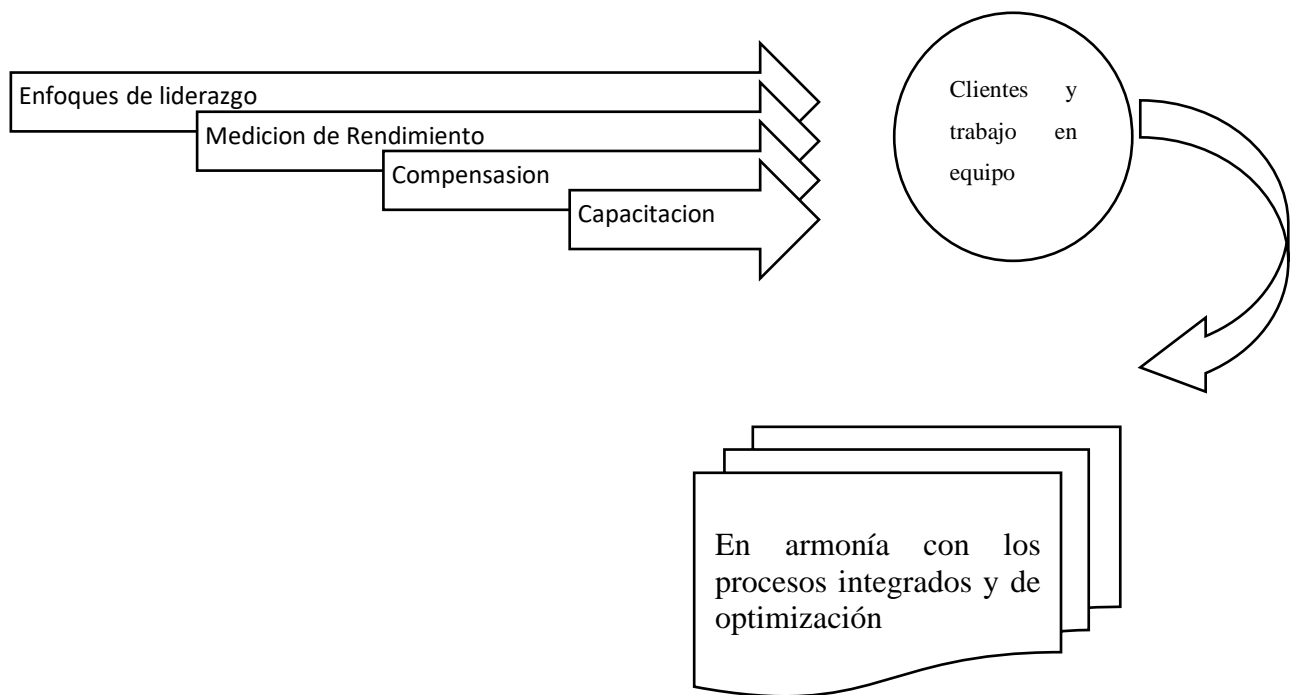 Enfoques de liderazgo
Medicion de Rendimiento
Compensasion
Capacitacion
Clientes y
trabajo en
equipo
En armonía con los
procesos integrados y de
optimización